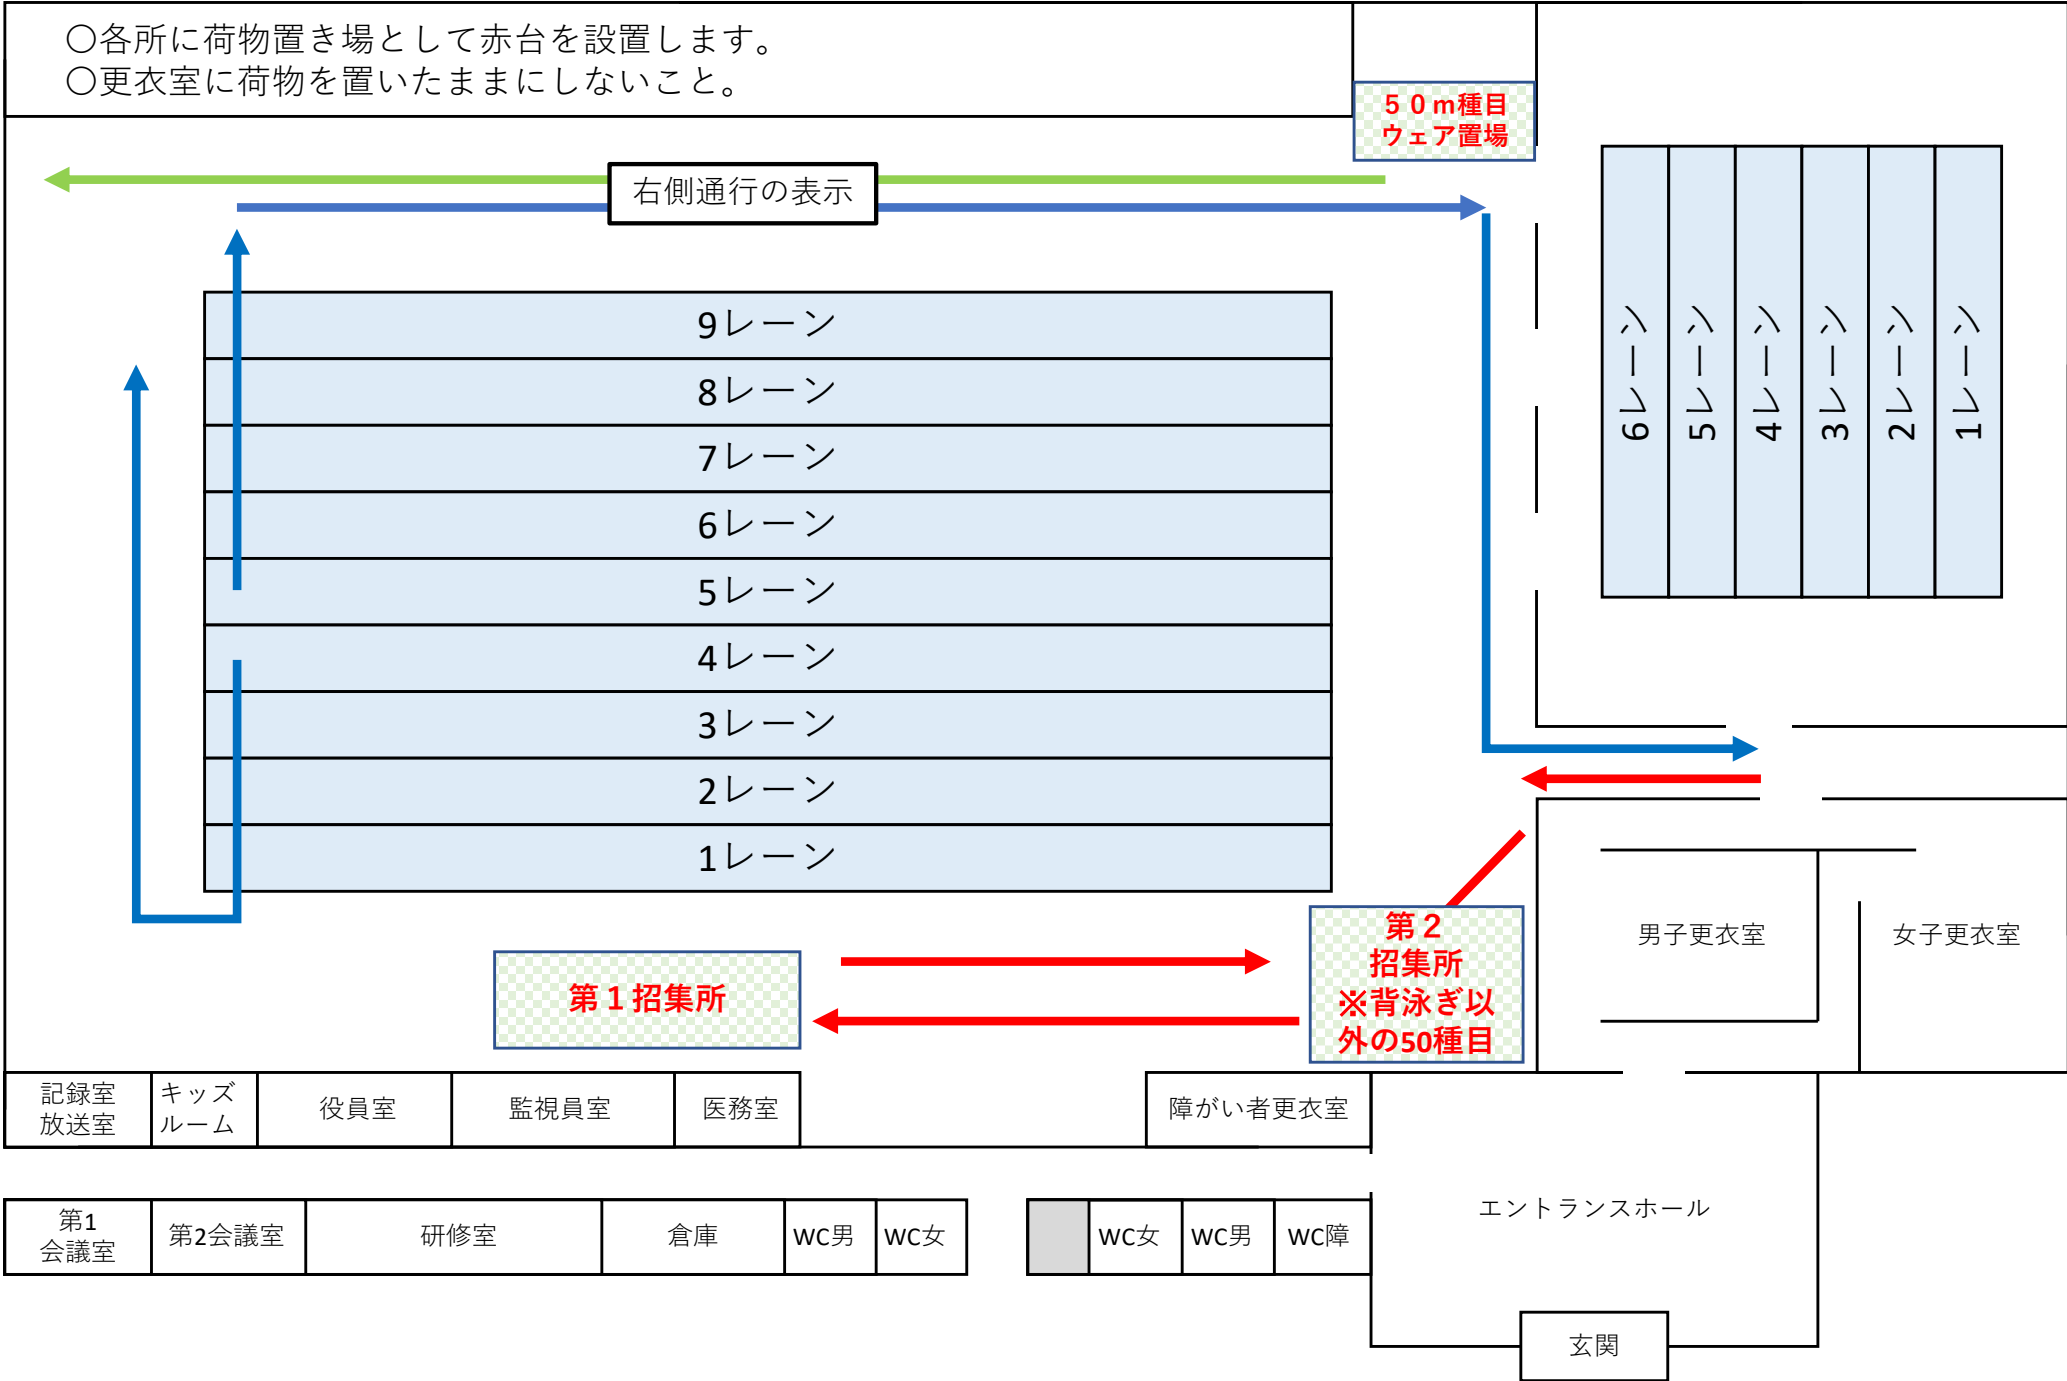 〇各所に荷物置き場として赤台を設置します。
〇更衣室に荷物を置いたままにしないこと。
５０m種目
ウェア置場
右側通行の表示
9レーン
8レーン
7レーン
6レーン
5レーン
4レーン
3レーン
2レーン
1レーン
6レーン
5レーン
4レーン
3レーン
2レーン
1レーン
第２
招集所
※背泳ぎ以
外の50種目
第１招集所
男子更衣室
女子更衣室
記録室
放送室
キッズ
ルーム
役員室
監視員室
医務室
障がい者更衣室
第1
会議室
第2会議室
研修室
倉庫
WC男
WC女
WC女
WC男
WC障
エントランスホール
玄関